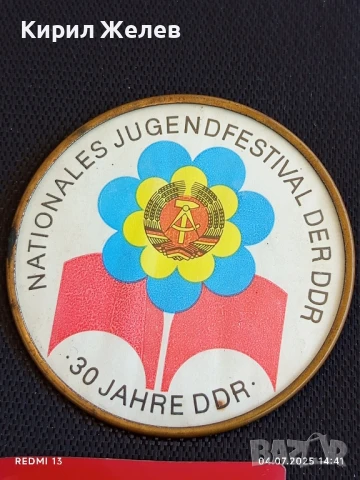 Кирил Желев
NATIONALES JUGENDFESTIVAL DER DDR
· 30 JAHRE DDR ·
REDMI 13
04.07.2025 14:41